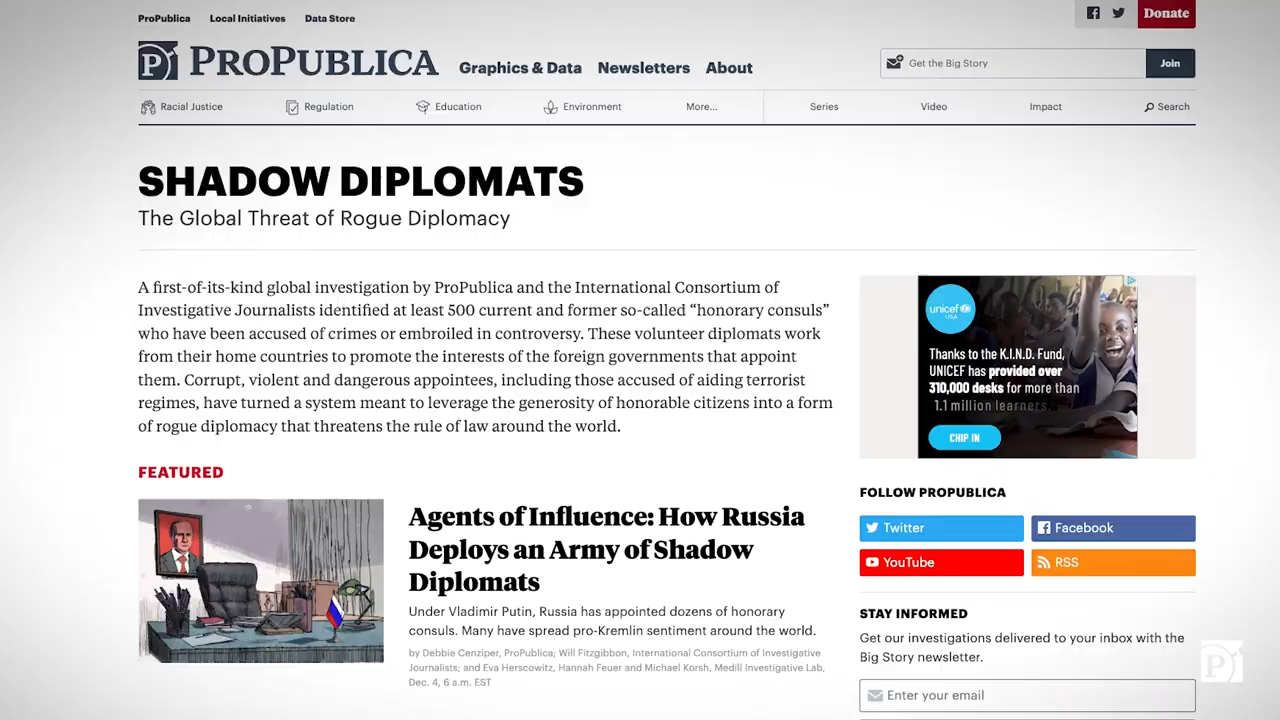 ProPublica Local Initiatives Data Store
Donate
PROPUBLICA
Graphics & Data Newsletters About
Get the Big Story
Join
Racial Justice Regulation Education Environment More... Series Video Impact Search
SHADOW DIPLOMATS
The Global Threat of Rogue Diplomacy
A first-of-its-kind global investigation by ProPublica and the International Consortium of
Investigative Journalists identified at least 500 current and former so-called “honorary consuls”
who have been accused of crimes or embroiled in controversy. These volunteer diplomats work
from their home countries to promote the interests of the foreign governments that appoint
them. Corrupt, violent and dangerous appointees, including those accused of aiding terrorist
regimes, have turned a system meant to leverage the generosity of honorable citizens into a form
of rogue diplomacy that threatens the rule of law around the world.
FEATURED
Agents of Influence: How Russia
Deploys an Army of Shadow
Diplomats
Under Vladimir Putin, Russia has appointed dozens of honorary
consuls. Many have spread pro-Kremlin sentiment around the world.
by Debbie Cenziper, ProPublica; Will Fitzgibbon, International Consortium of Investigative
Journalists; and Eva Herscowitz, Hannah Feuer and Michael Korsh, Medill Investigative Lab,
Dec. 4, 6 a.m. EST
unicef
USA
Thanks to the K.I.N.D. Fund,
UNICEF has provided over
310,000 desks for more than
1.1 million learners.
CHIP IN
FOLLOW PROPUBLICA
Twitter Facebook
YouTube RSS
STAY INFORMED
Get our investigations delivered to your inbox with the
Big Story newsletter.
Enter your email